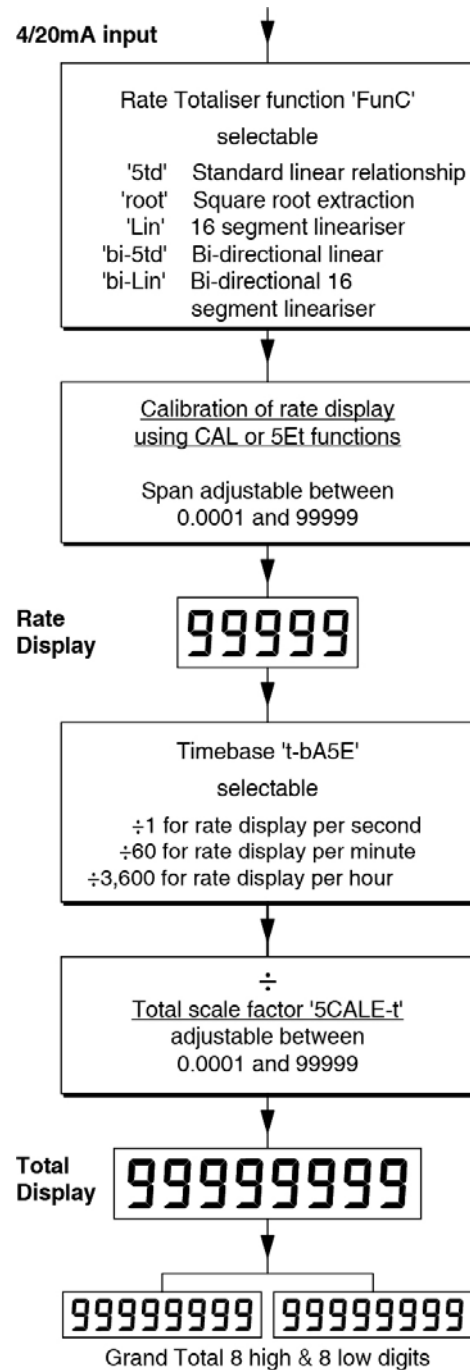 4/20mA input
Rate Totaliser function 'FunC'
selectable
'5td' Standard linear relationship
'root' Square root extraction
'Lin' 16 segment lineariser
'bi-5td' Bi-directional linear
'bi-Lin' Bi-directional 16
segment lineariser
Calibration of rate display
using CAL or 5Et functions
Span adjustable between
0.0001 and 99999
Rate
Display
99999
Timebase 't-bA5E'
selectable
÷1 for rate display per second
÷60 for rate display per minute
÷3,600 for rate display per hour
÷
Total scale factor '5CALE-t'
adjustable between
0.0001 and 99999
Total
Display
99999999
99999999 99999999
Grand Total 8 high & 8 low digits